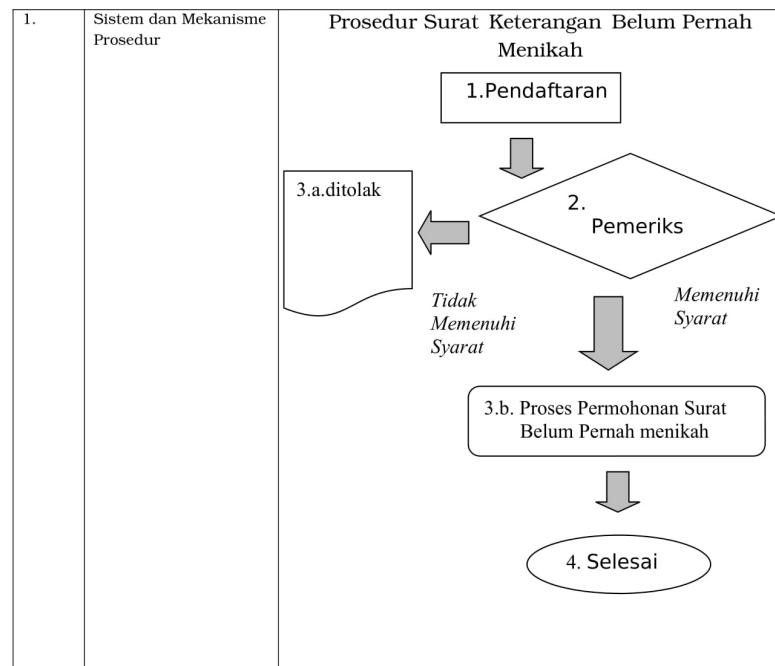 1.
Sistem dan Mekanisme
Prosedur
Prosedur Surat Keterangan Belum Pernah
Menikah
1.Pendaftaran
2.
Pemeriks
3.a.ditolak
Tidak
Memenuhi
Syarat
Memenuhi
Syarat
3.b. Proses Permohonan Surat
Belum Pernah menikah
4. Selesai